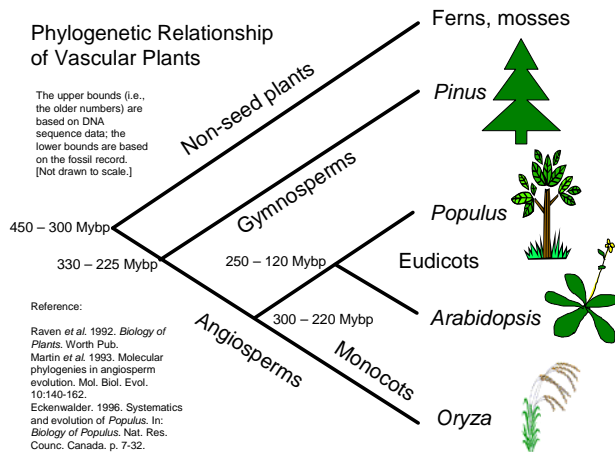 Phylogenetic Relationship
of Vascular Plants
The upper bounds (i.e.,
the older numbers) are
based on DNA
sequence data; the
lower bounds are based
on the fossil record.
[Not drawn to scale.]
Ferns, mosses
Non-seed plants
Pinus
Gymnosperms
450 – 300 Mybp
330 – 225 Mybp
Populus
250 – 120 Mybp
Eudicots
Arabidopsis
300 – 220 Mybp
Angiosperms
Monocots
Oryza
Reference:
Raven et al. 1992. Biology of
Plants. Worth Pub.
Martin et al. 1993. Molecular
phylogenies in angiosperm
evolution. Mol. Biol. Evol.
10:140-162.
Eckenwalder. 1996. Systematics
and evolution of Populus. In:
Biology of Populus. Nat. Res.
Counc. Canada. p. 7-32.